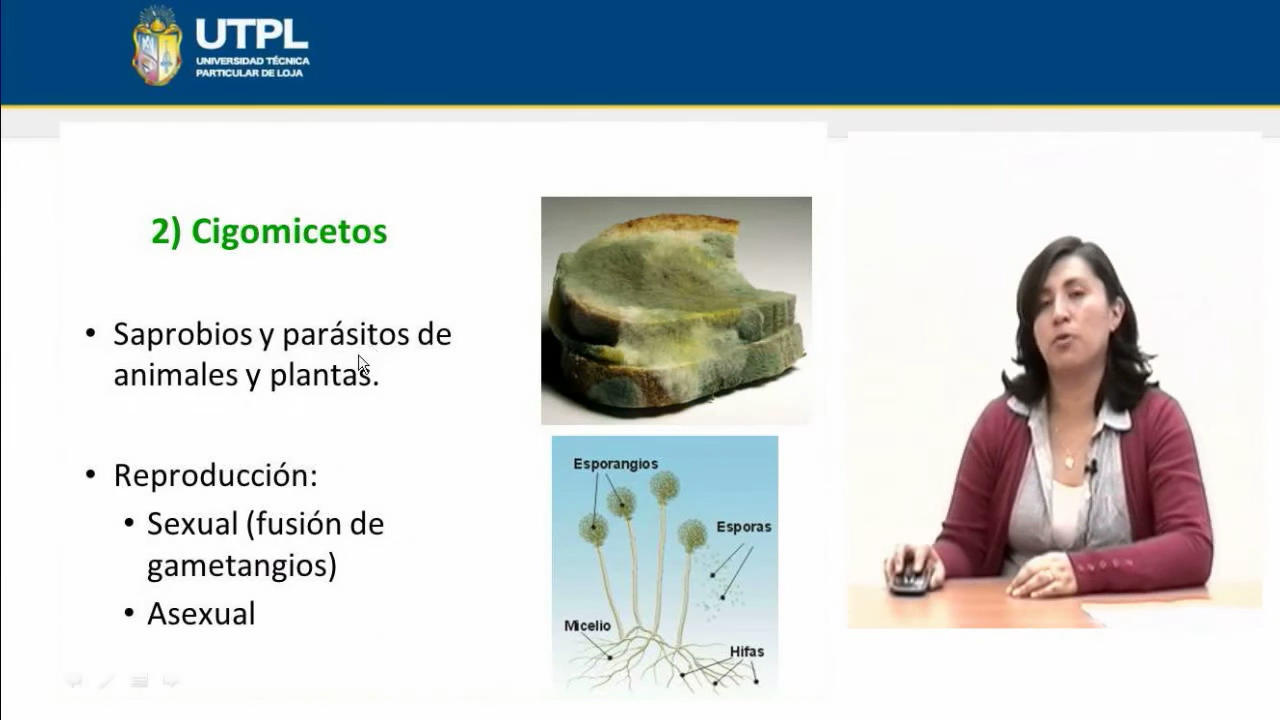 UTPL
UNIVERSIDAD TÉCNICA
PARTICULAR DE LOJA
2) Cigomicetos
• Saprobios y parásitos de
animales y plantas.
• Reproducción:
• Sexual (fusión de
gametangios)
• Asexual
Esporangios
Esporas
Micelio
Hifas